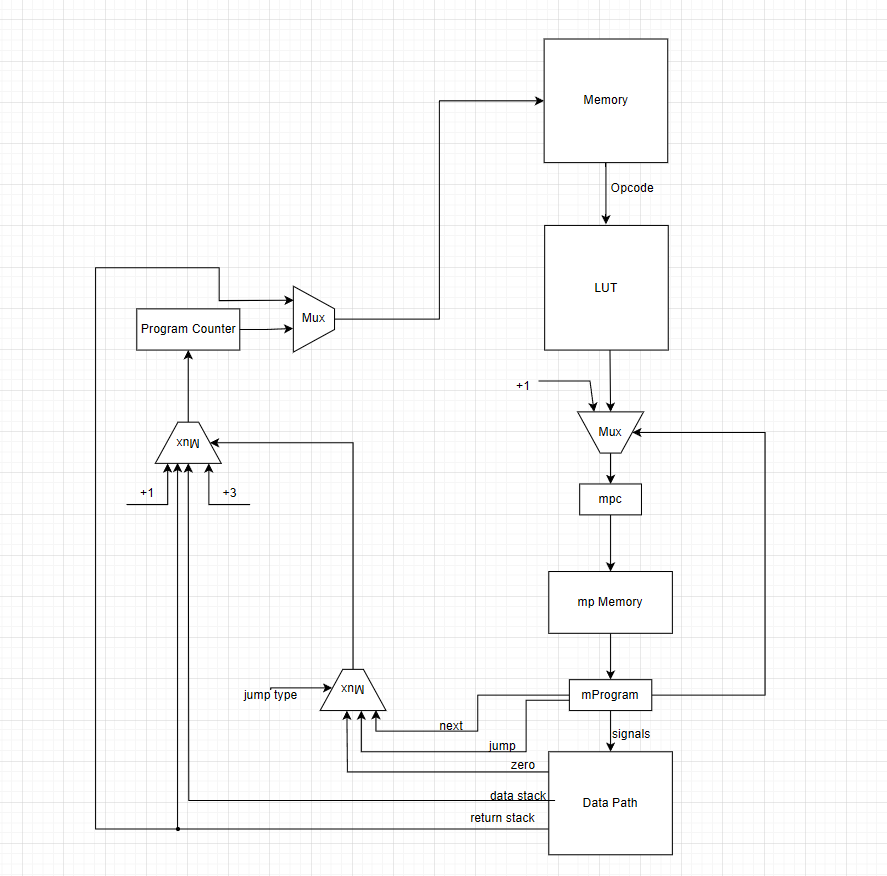 Memory
Opcode
LUT
Mux
Program Counter
+1
Mux
Mux
+1
+3
mpc
mp Memory
jump type
Mux
mProgram
next
signals
jump
zero
data stack
Data Path
return stack